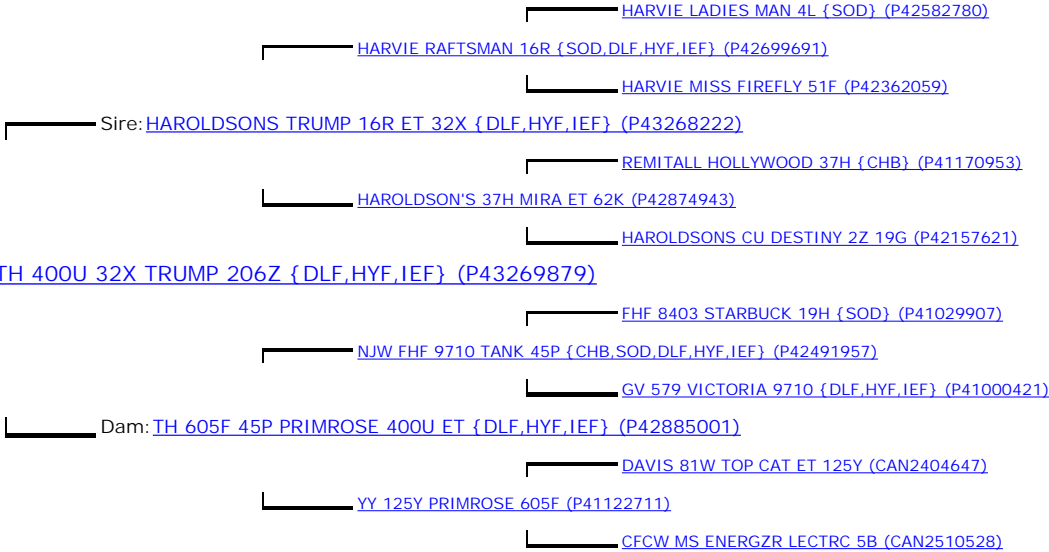 HARVIE LADIES MAN 4L {SOD} (P42582780)
HARVIE RAFTSMAN 16R {SOD,DLF,HYF,IEF} (P42699691)
HARVIE MISS FIREFLY 51F (P42362059)
Sire: HAROLDSONS TRUMP 16R ET 32X {DLF,HYF,IEF} (P43268222)
REMITALL HOLLYWOOD 37H {CHB} (P41170953)
HAROLDSON'S 37H MIRA ET 62K (P42874943)
HAROLDSONS CU DESTINY 2Z 19G (P42157621)
TH 400U 32X TRUMP 206Z {DLF,HYF,IEF} (P43269879)
FHF 8403 STARBUCK 19H {SOD} (P41029907)
NJW FHF 9710 TANK 45P {CHB,SOD,DLF,HYF,IEF} (P42491957)
GV 579 VICTORIA 9710 {DLF,HYF,IEF} (P41000421)
Dam: TH 605F 45P PRIMROSE 400U ET {DLF,HYF,IEF} (P42885001)
DAVIS 81W TOP CAT ET 125Y (CAN2404647)
YY 125Y PRIMROSE 605F (P41122711)
CFCW MS ENERGZR LECTRC 5B (CAN2510528)